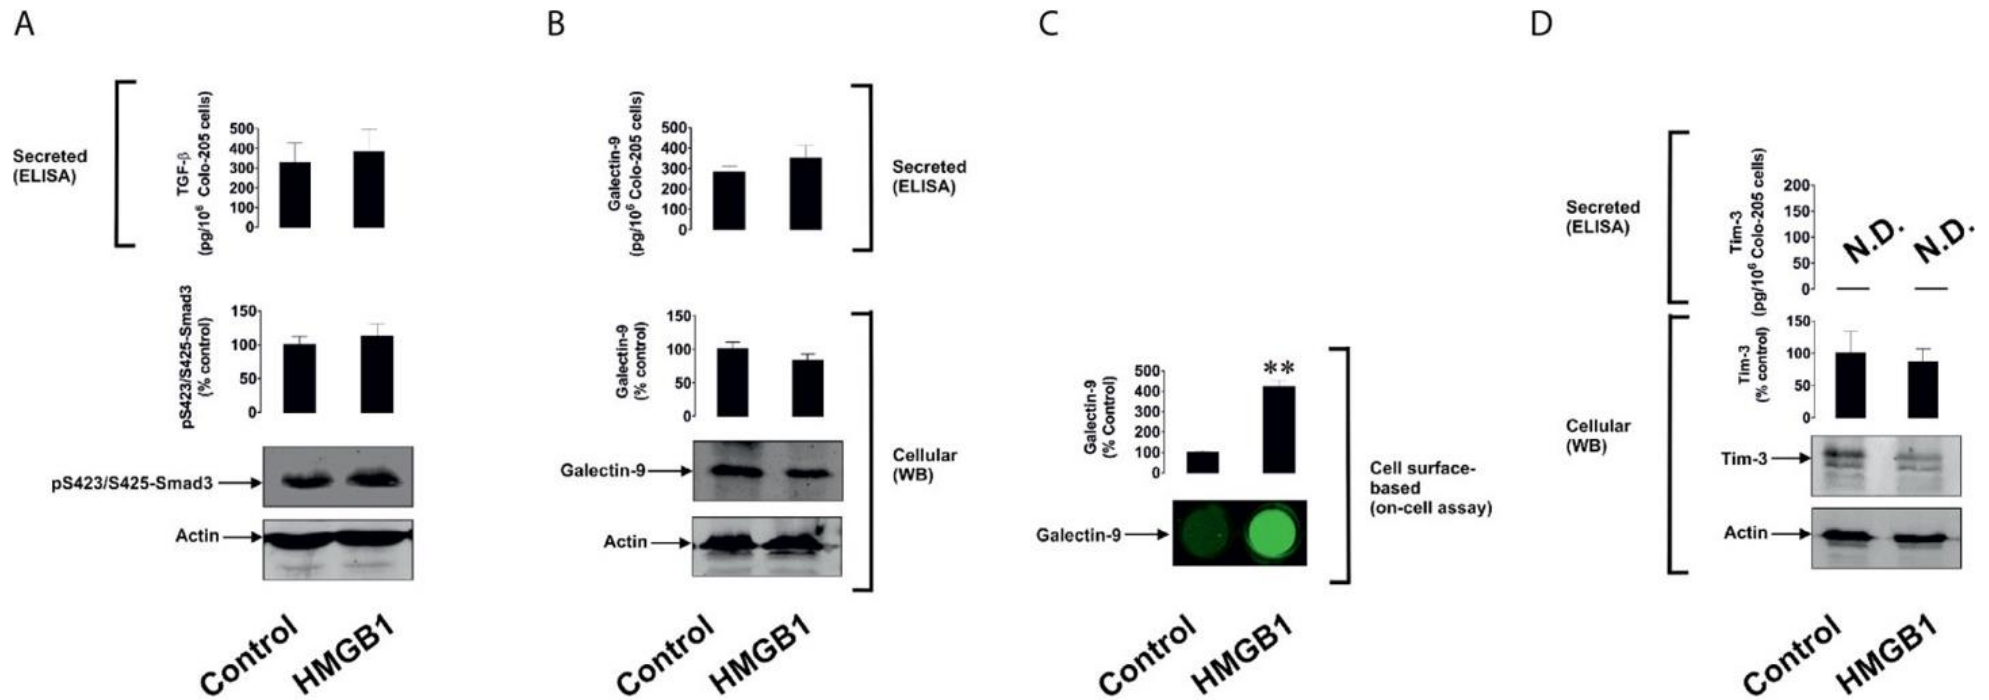 A
Secreted
(ELISA)
TGF-β
(pg/10⁶ Colo-205 cells)
500
400
300
200
100
0
pS423/S425-Smad3
(% control)
150
100
50
0
pS423/S425-Smad3
Actin
Control
HMGB1
B
Galectin-9
(pg/10⁶ Colo-205 cells)
500
400
300
200
100
0
Secreted
(ELISA)
Galectin-9
(% control)
150
100
50
0
Galectin-9
Actin
Cellular
(WB)
Control
HMGB1
C
Galectin-9
(% Control)
500
400
300
200
100
0
**
Galectin-9
Cell surface-
based
(on-cell assay)
Control
HMGB1
D
Secreted
(ELISA)
Tim-3
(pg/10⁶ Colo-205 cells)
200
150
100
50
0
N.D.
N.D.
Cellular
(WB)
Tim-3
(% control)
150
100
50
0
Tim-3
Actin
Control
HMGB1